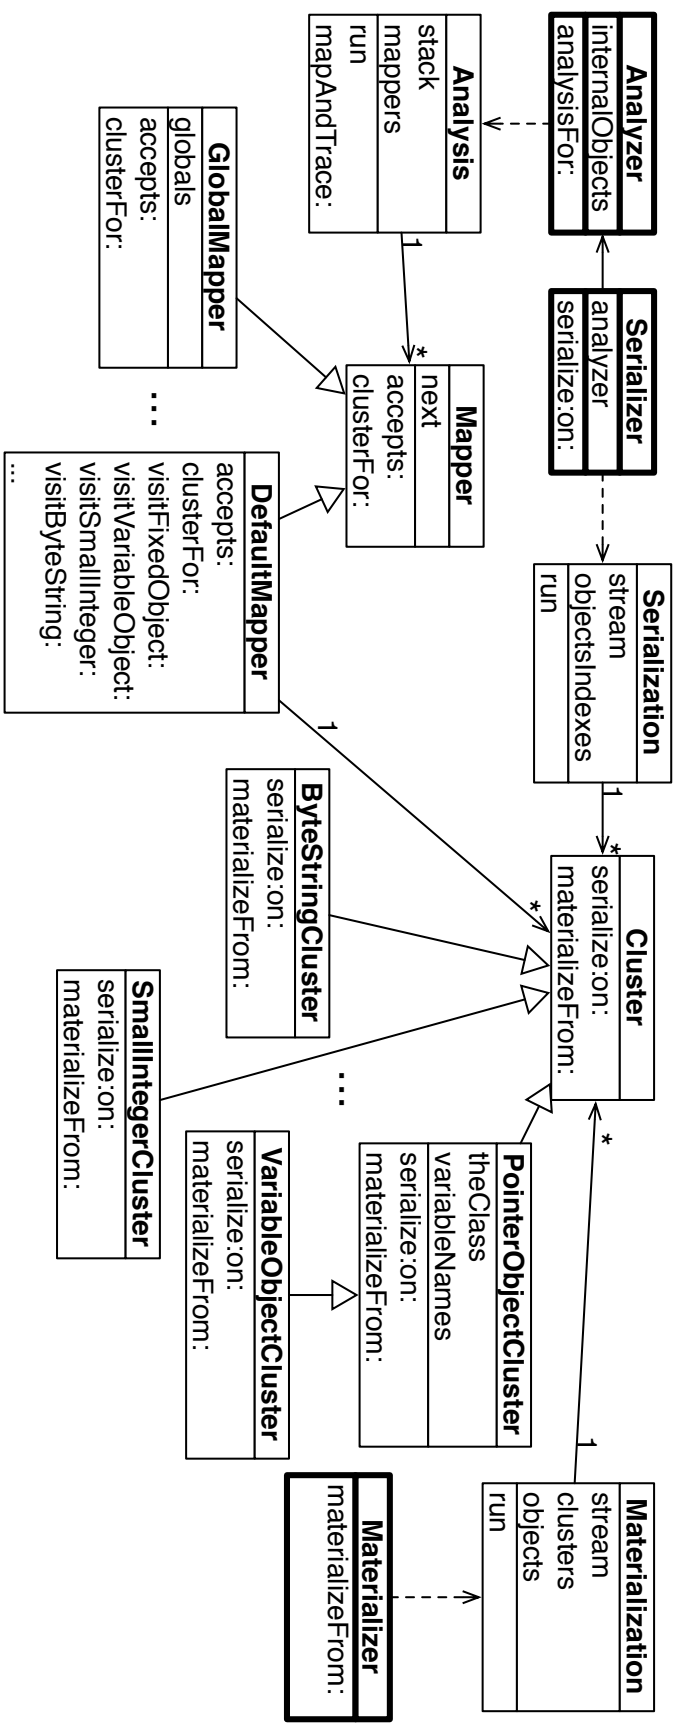 Analyzer
internalObjects
analysisFor:
Serializer
analyzer
serialize:on:
Serialization
stream
objectsIndexes
run
1
*
Cluster
serialize:on:
materializeFrom:
*
1
Materialization
stream
clusters
objects
run
Analysis
stack
mappers
run
mapAndTrace:
1
*
Mapper
next
accepts:
clusterFor:
GlobalMapper
globals
accepts:
clusterFor:
...
DefaultMapper
accepts:
clusterFor:
visitFixedObject:
visitVariableObject:
visitSmallInteger:
visitByteString:
...
1
*
ByteStringCluster
serialize:on:
materializeFrom:
SmallIntegerCluster
serialize:on:
materializeFrom:
...
PointerObjectCluster
theClass
variableNames
serialize:on:
materializeFrom:
VariableObjectCluster
serialize:on:
materializeFrom:
Materializer
materializeFrom: